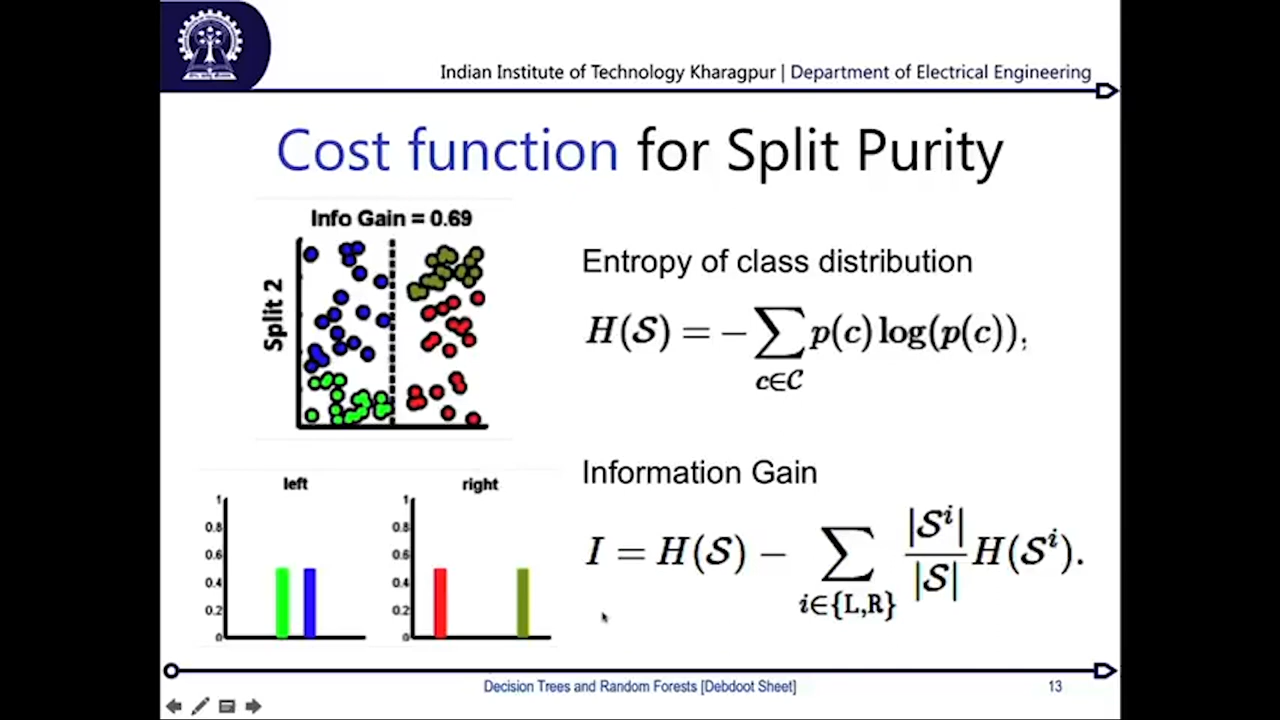 Indian Institute of Technology Kharagpur | Department of Electrical Engineering
Cost function for Split Purity
Info Gain = 0.69
Split 2
Entropy of class distribution
H(S) = − ∑ p(c) log(p(c)),
c∈C
Information Gain
I = H(S) − ∑ |Sⁱ|/|S| H(Sⁱ).
i∈{L,R}
left
1
0.8
0.6
0.4
0.2
0
right
1
0.8
0.6
0.4
0.2
0
Decision Trees and Random Forests [Debdoot Sheet]
13